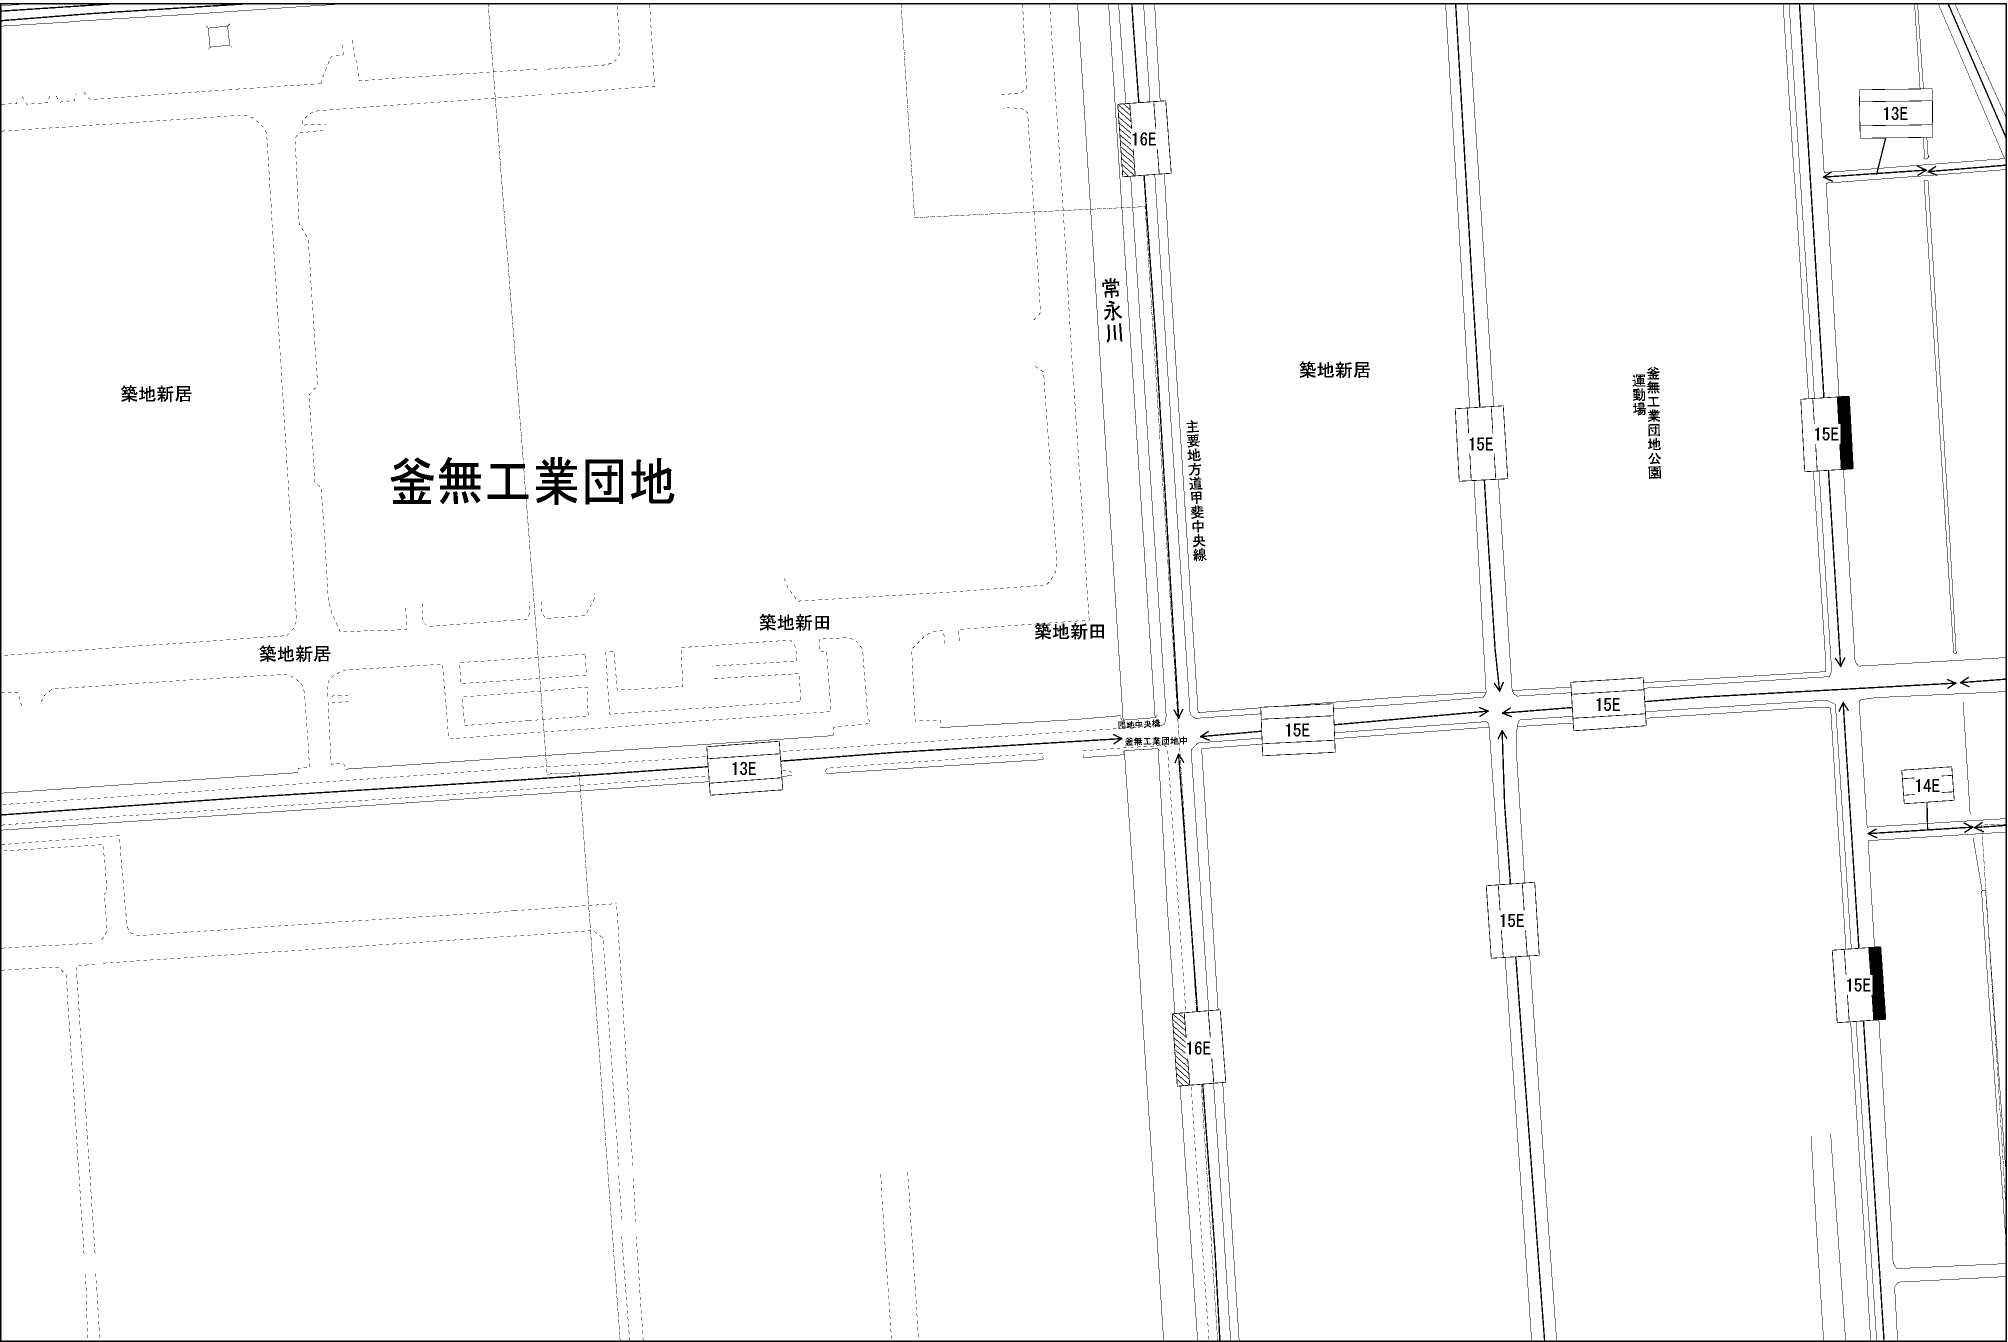 13E
16E
常永川
築地新居
釜無工業団地公園
運動場
築地新居
主要地方道甲斐中央線
15E
15E
釜無工業団地
築地新田
築地新田
築地新居
15E
団地中央橋
15E
釜無工業団地中
13E
14E
15E
15E
16E